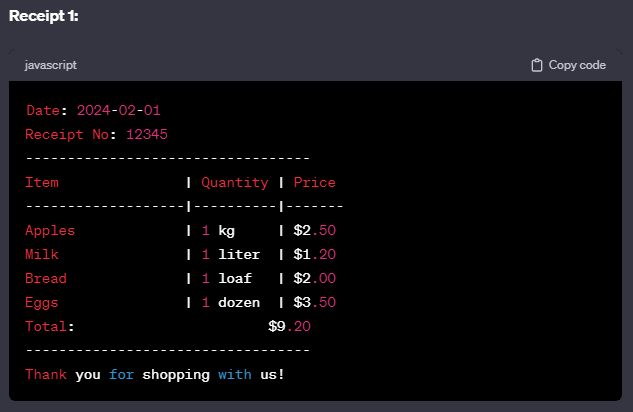 Receipt 1:
javascript Copy code
Date: 2024-02-01
Receipt No: 12345
----------------------------------
Item               | Quantity | Price
-------------------|----------|-------
Apples             | 1 kg     | $2.50
Milk               | 1 liter  | $1.20
Bread              | 1 loaf   | $2.00
Eggs               | 1 dozen  | $3.50
Total:                       $9.20
----------------------------------
Thank you for shopping with us!